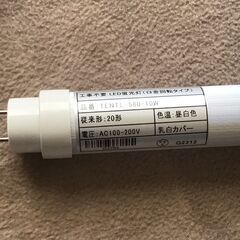 工事不要 LED蛍光灯(口金回転タイプ)
品番:TENTL-580-10W
従来形:20形
色温:昼白色
電圧:AC100-200V
乳白カバー
G2212